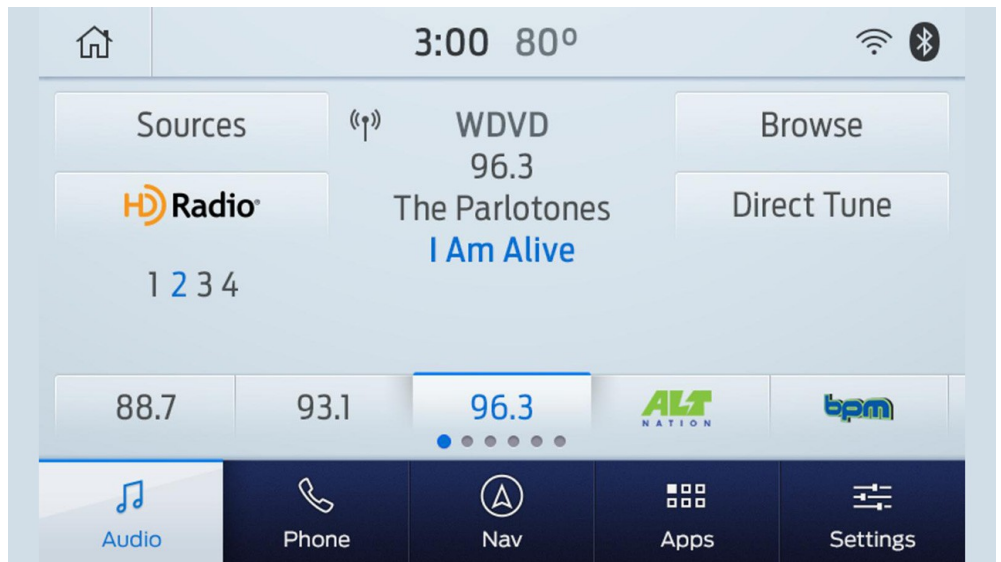 3:00 80°
Sources
WDVD
Browse
96.3
HD Radio®
The Parlotones
Direct Tune
I Am Alive
1 2 3 4
88.7
93.1
96.3
ALT NATION
bpm
Audio
Phone
Nav
Apps
Settings